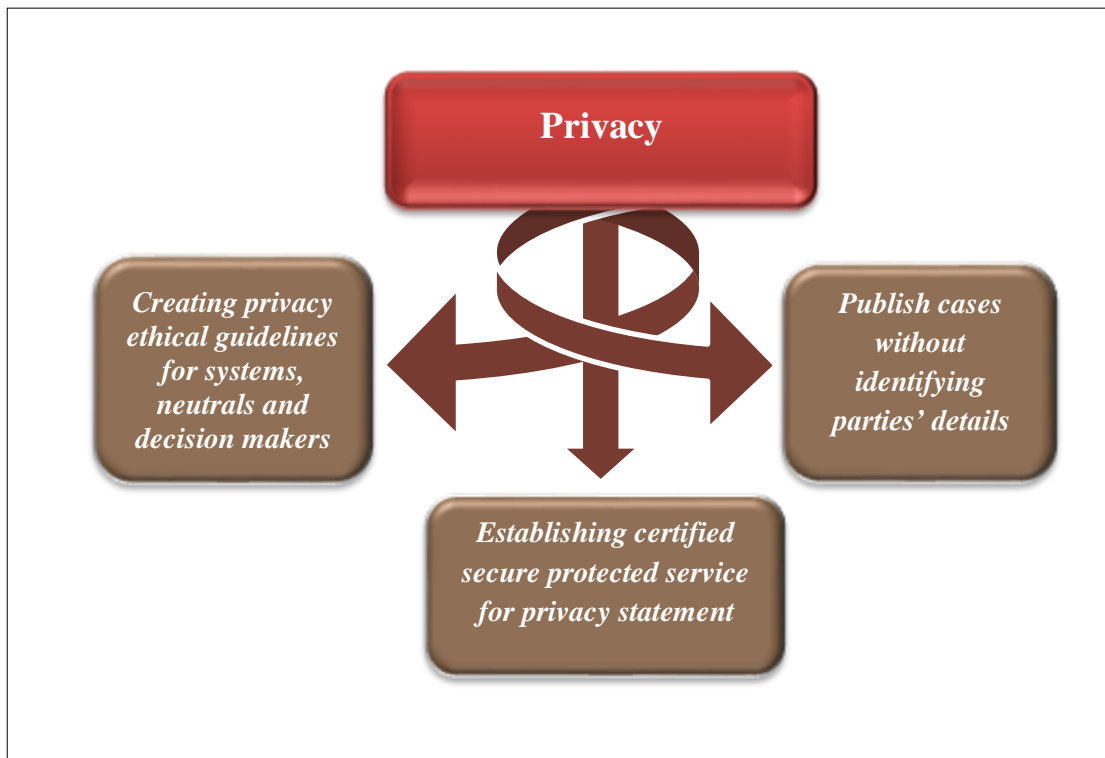 Privacy
Creating privacy
ethical guidelines
for systems,
neutrals and
decision makers
Publish cases
without
identifying
parties’ details
Establishing certified
secure protected service
for privacy statement